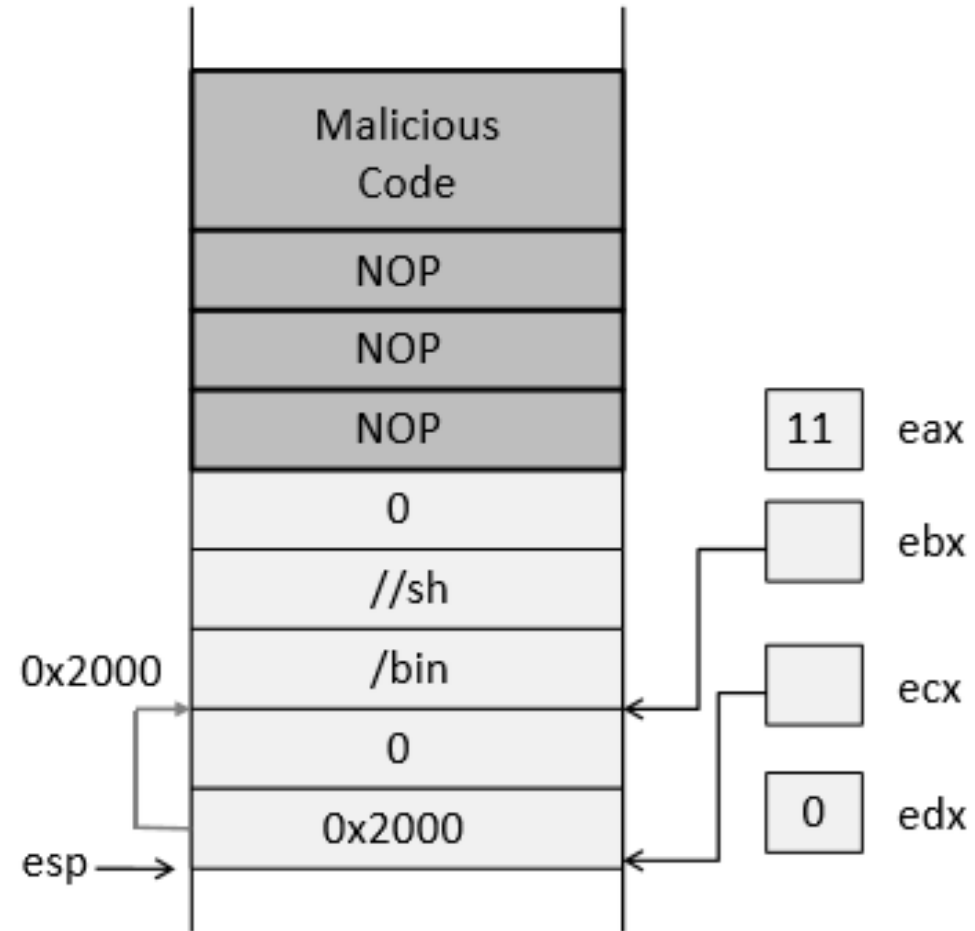 Malicious
Code
NOP
NOP
NOP
11 eax
0
ebx
//sh
/bin
0x2000
ecx
0
0x2000
0 edx
esp